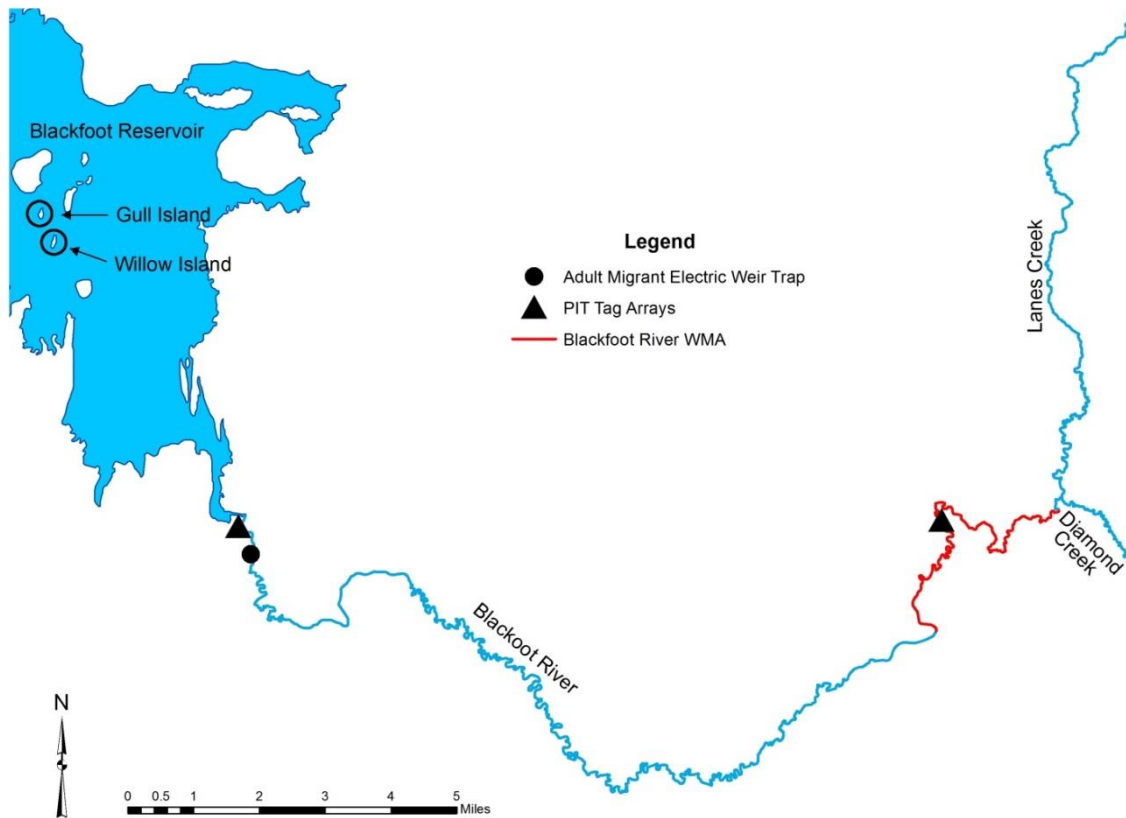 Blackfoot Reservoir
Gull Island
Willow Island
Legend
Adult Migrant Electric Weir Trap
PIT Tag Arrays
Blackfoot River WMA
Lanes Creek
Diamond
Creek
Blackoot River
N
0 0.5 1 2 3 4 5
Miles